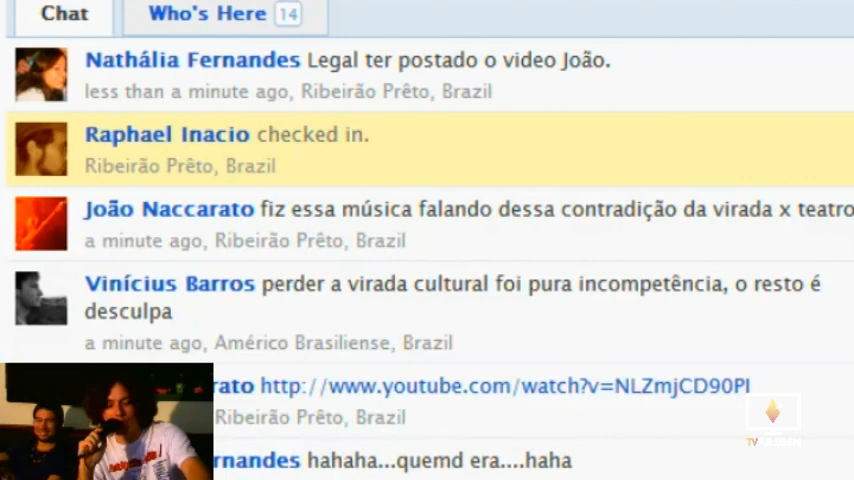 Chat Who's Here 14
Nathália Fernandes Legal ter postado o video João.
less than a minute ago, Ribeirão Prêto, Brazil
Raphael Inacio checked in.
Ribeirão Prêto, Brazil
João Naccarato fiz essa música falando dessa contradição da virada x teatro
a minute ago, Ribeirão Prêto, Brazil
Vinícius Barros perder a virada cultural foi pura incompetência, o resto é
desculpa
a minute ago, Américo Brasiliense, Brazil
rato http://www.youtube.com/watch?v=NLZmjCD90PI
Ribeirão Prêto, Brazil
rnandes hahaha...quemd era....haha